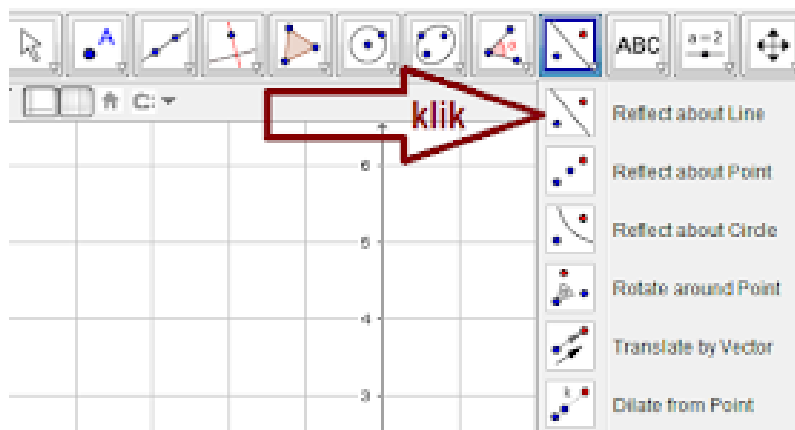 A
ABC
a=2
klik
6
5
4
3
Reflect about Line
Reflect about Point
Reflect about Circle
Rotate around Point
Translate by Vector
Dilate from Point